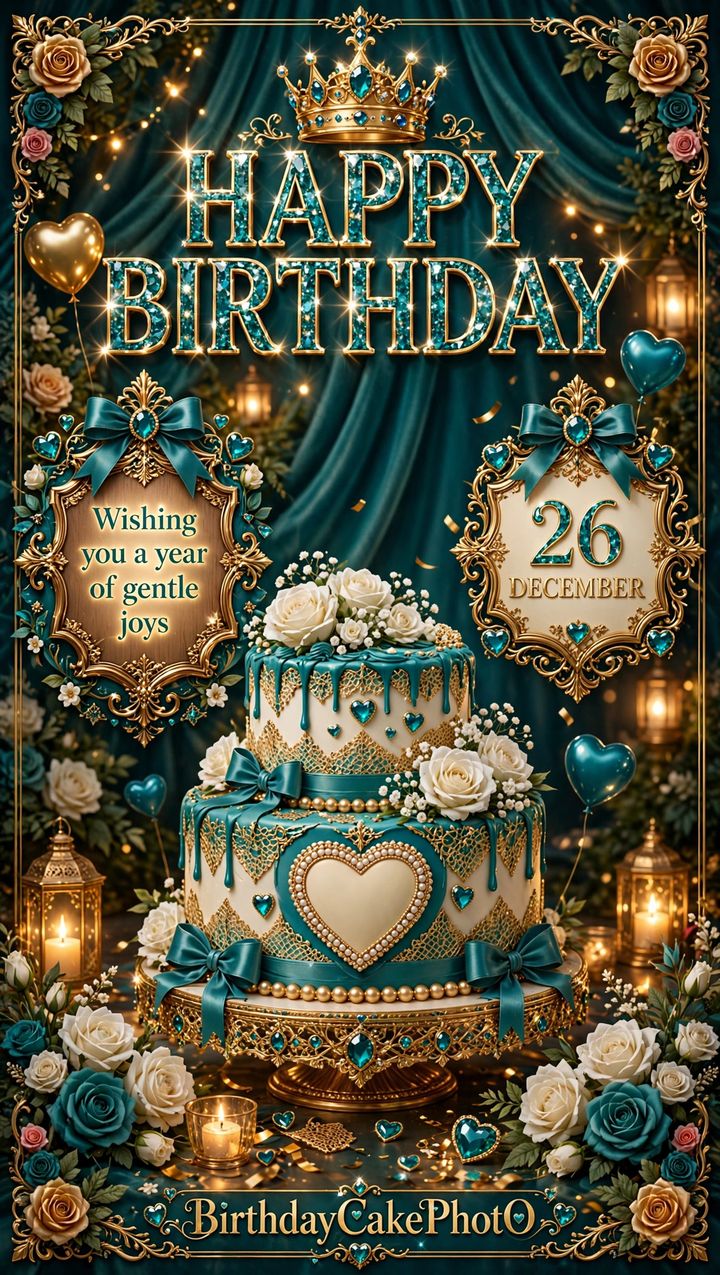 HAPPY
BIRTHDAY
Wishing
you a year
of gentle
joys
26
DECEMBER
BirthdayCakePhotO